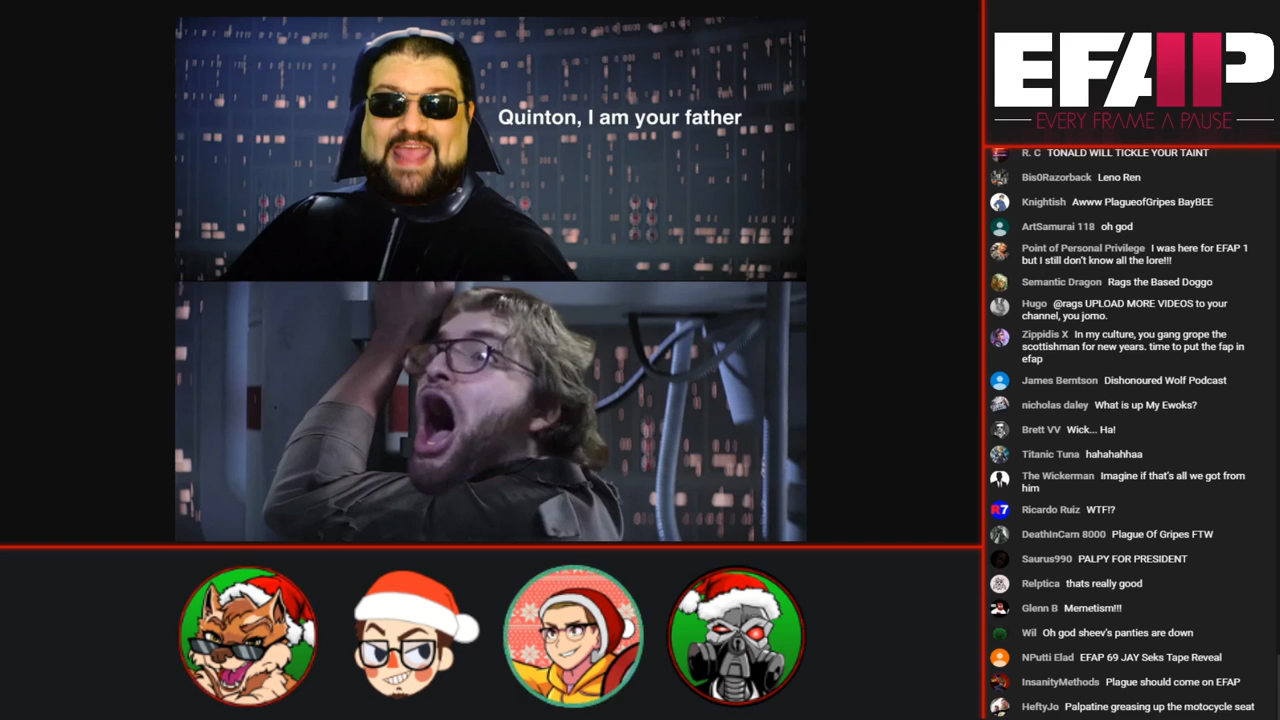 Quinton, I am your father
EFAP
EVERY FRAME A PAUSE
R. C TONALD WILL TICKLE YOUR TAINT
Bis0Razorback Leno Ren
Knightish Awww PlagueofGripes BayBEE
ArtSamurai 118 oh god
Point of Personal Privilege I was here for EFAP 1
but I still don't know all the lore!!!
Semantic Dragon Rags the Based Doggo
Hugo @rags UPLOAD MORE VIDEOS to your
channel, you jomo.
Zippidis X In my culture, you gang grope the
scottishman for new years. time to put the fap in
efap
James Berntson Dishonoured Wolf Podcast
nicholas daley What is up My Ewoks?
Brett VV Wick... Ha!
Titanic Tuna hahahahhaa
The Wickerman Imagine if that's all we got from
him
R7
Ricardo Ruiz WTF!?
DeathInCarn 8000 Plague Of Gripes FTW
Saurus990 PALPY FOR PRESIDENT
Relptica thats really good
Glenn B Memetism!!!
Wil Oh god sheev's panties are down
NPutti Elad EFAP 69 JAY Seks Tape Reveal
InsanityMethods Plague should come on EFAP
HeftyJo Palpatine greasing up the motocycle seat